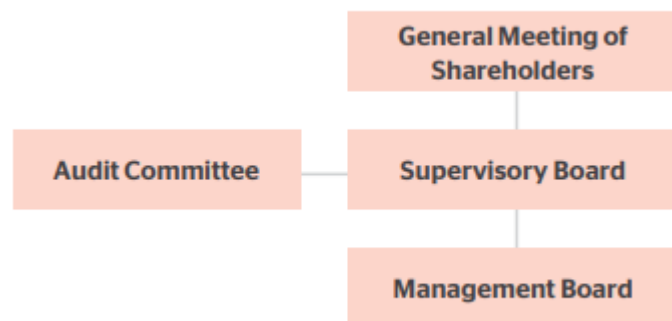 General Meeting of
Shareholders
Audit Committee
Supervisory Board
Management Board